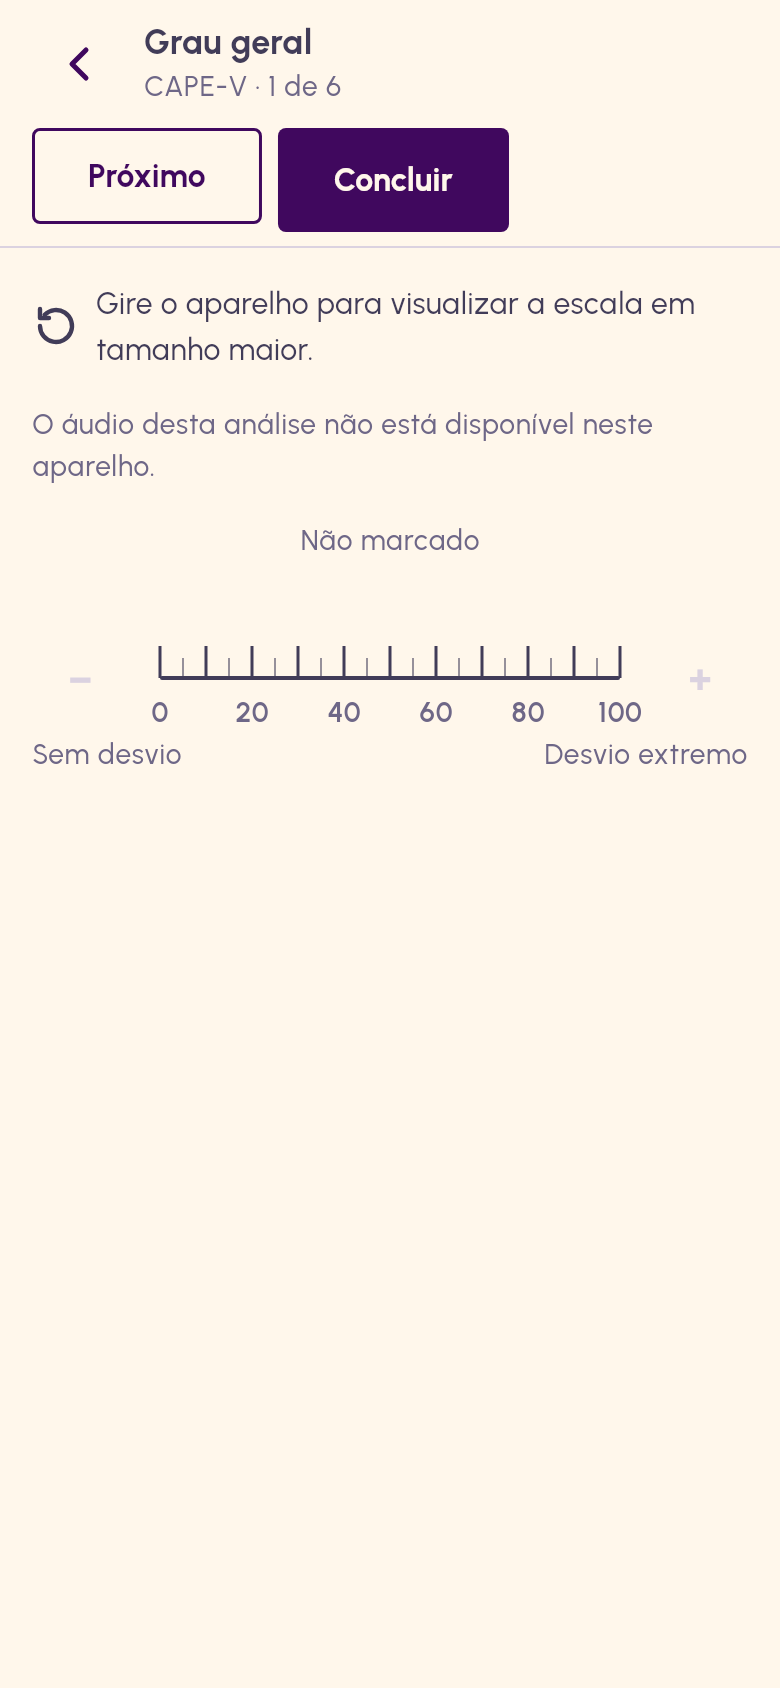 Grau geral
CAPE-V · 1 de 6
Próximo
Concluir
Gire o aparelho para visualizar a escala em
tamanho maior.
O áudio desta análise não está disponível neste
aparelho.
Não marcado
−
+
0 20 40 60 80 100
Sem desvio
Desvio extremo